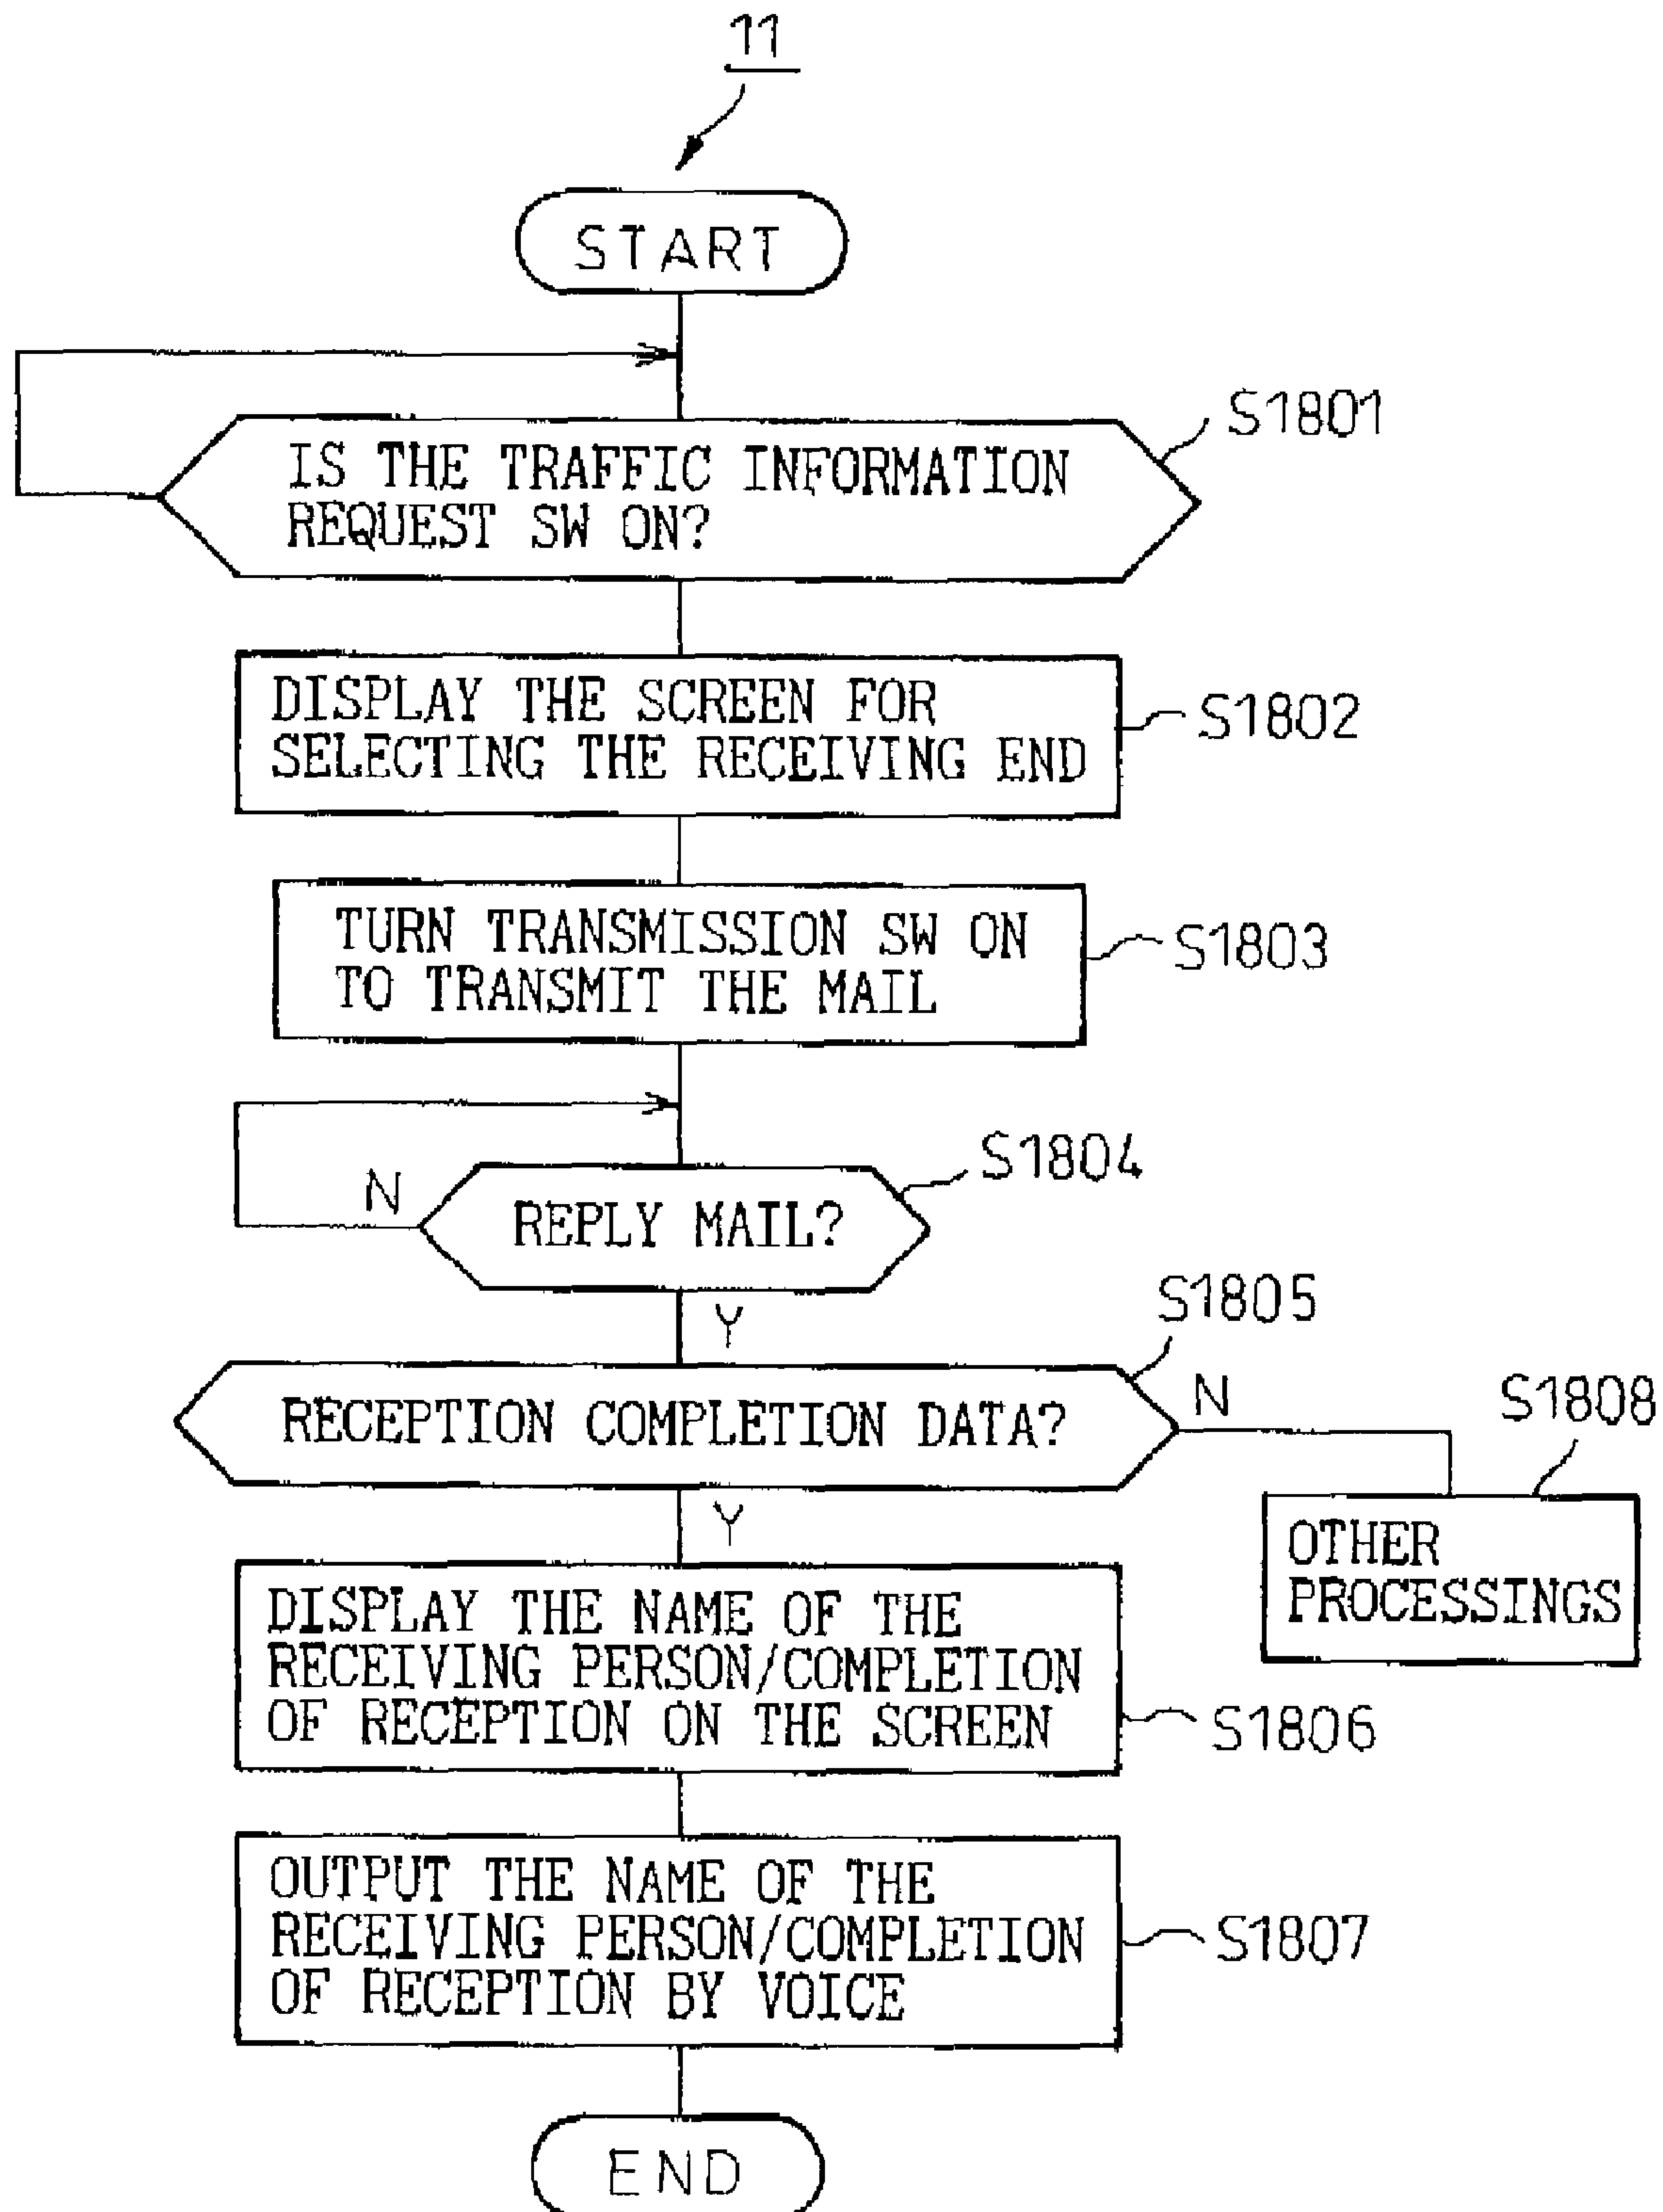 11
START
S1801
IS THE TRAFFIC INFORMATION
REQUEST SW ON?
DISPLAY THE SCREEN FOR
SELECTING THE RECEIVING END
S1802
TURN TRANSMISSION SW ON
TO TRANSMIT THE MAIL
S1803
S1804
N
REPLY MAIL?
Y
S1805
RECEPTION COMPLETION DATA?
N
S1808
Y
OTHER
PROCESSINGS
DISPLAY THE NAME OF THE
RECEIVING PERSON/COMPLETION
OF RECEPTION ON THE SCREEN
S1806
OUTPUT THE NAME OF THE
RECEIVING PERSON/COMPLETION
OF RECEPTION BY VOICE
S1807
END